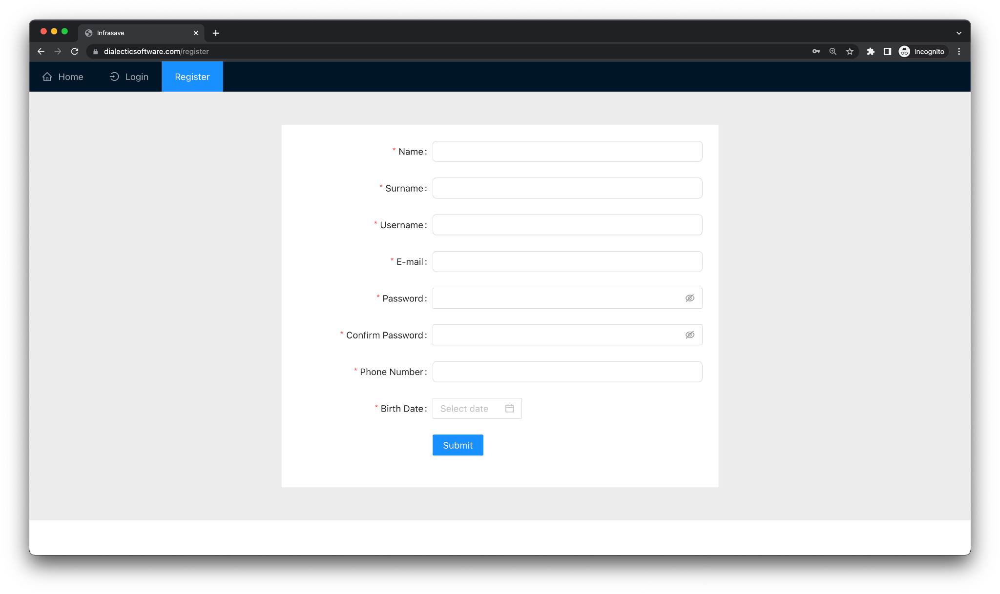 Infrasave
dialecticsoftware.com/register
Incognito
Home Login Register
* Name:
* Surname:
* Username:
* E-mail:
* Password:
* Confirm Password:
* Phone Number:
* Birth Date: Select date
Submit